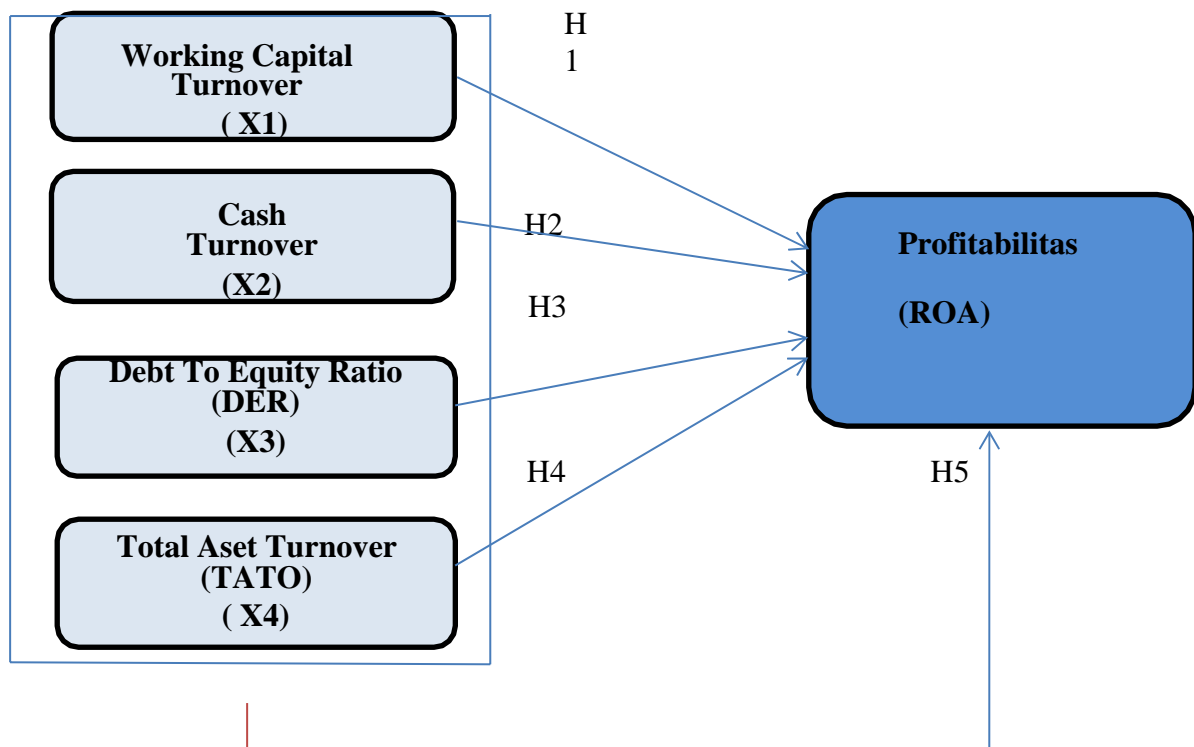 H
1
Working Capital
Turnover
( X1)
Cash
Turnover
(X2)
H2
Profitabilitas
(ROA)
H3
Debt To Equity Ratio
(DER)
(X3)
H4
H5
Total Aset Turnover
(TATO)
( X4)